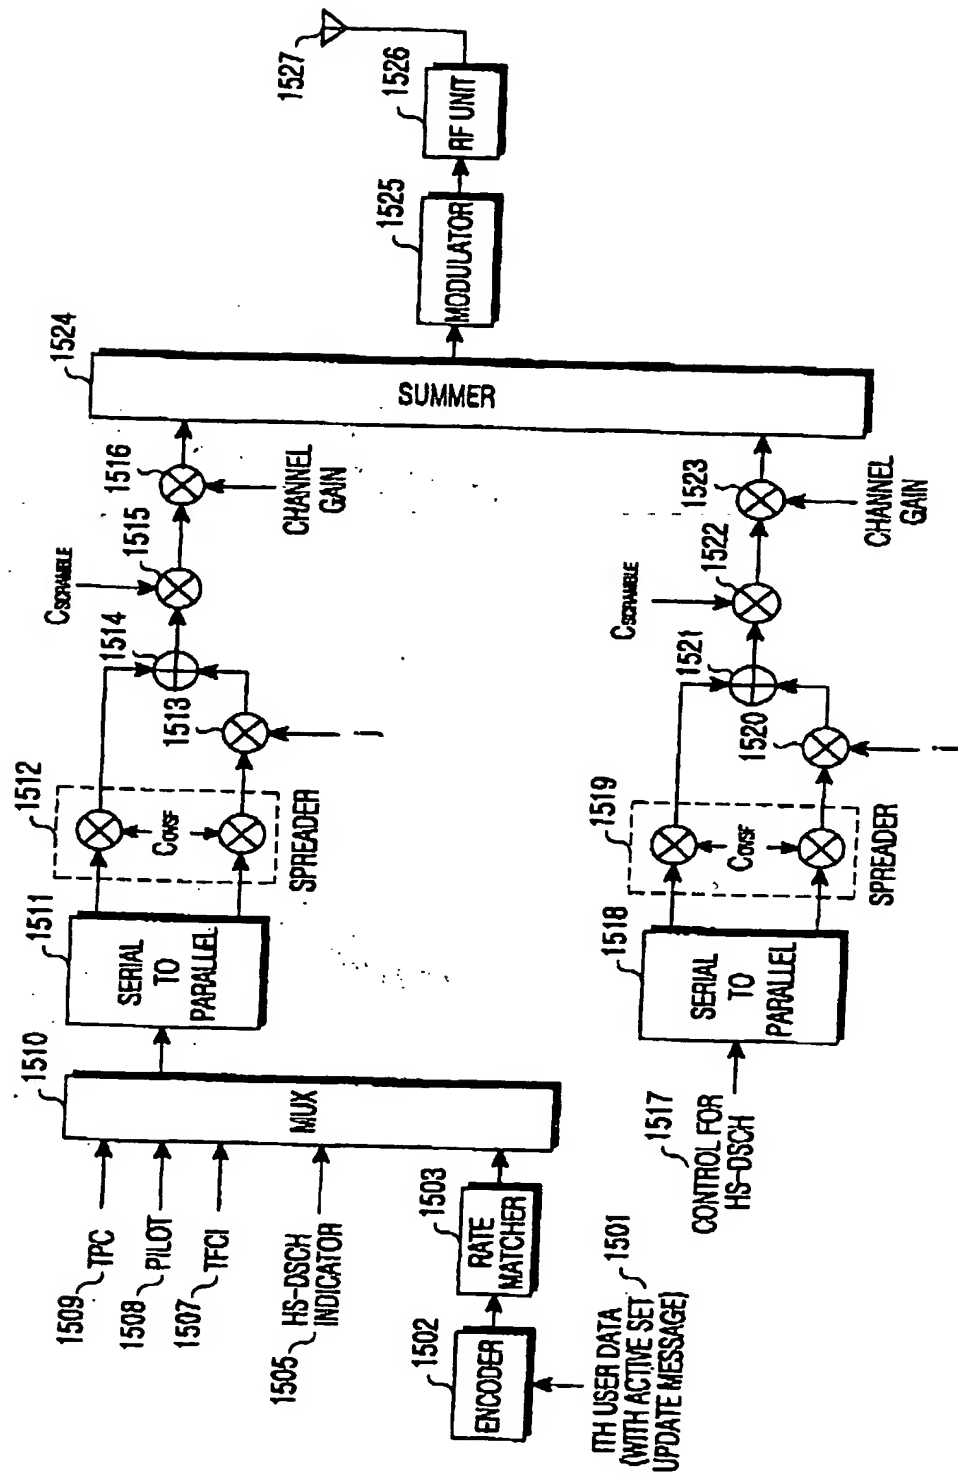 1509
TPC
1508
PILOT
1507
TFCI
1505
HS-DSCH
INDICATOR
1501
ITH USER DATA
(WITH ACTIVE SET
UPDATE MESSAGE)
1502
ENCODER
1503
RATE
MATCHER
1510
MUX
1511
SERIAL
TO
PARALLEL
1512
COVSF
SPREADER
1513
j
1514
CSCRAMBLE
1515
1516
CHANNEL
GAIN
1517
CONTROL FOR
HS-DSCH
1518
SERIAL
TO
PARALLEL
1519
COVSF
SPREADER
1520
j
1521
CSCRAMBLE
1522
1523
CHANNEL
GAIN
1524
SUMMER
1525
MODULATOR
1526
RF UNIT
1527